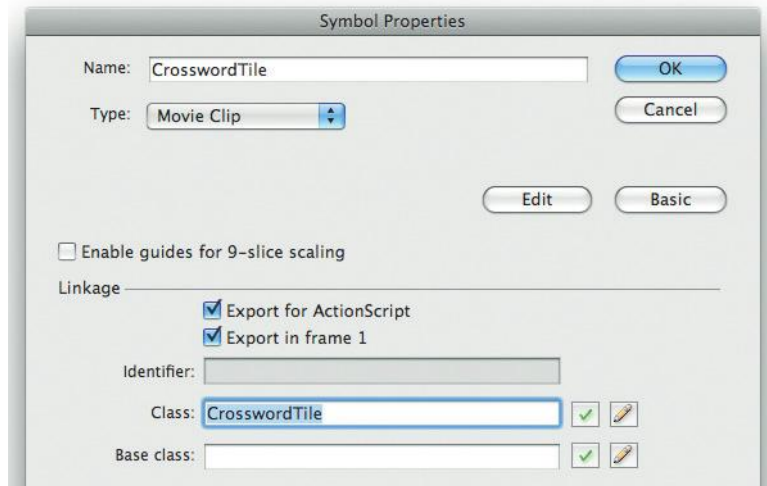 Symbol Properties
Name: CrosswordTile
OK
Type: Movie Clip
Cancel
Edit
Basic
Enable guides for 9-slice scaling
Linkage
Export for ActionScript
Export in frame 1
Identifier:
Class: CrosswordTile
Base class: